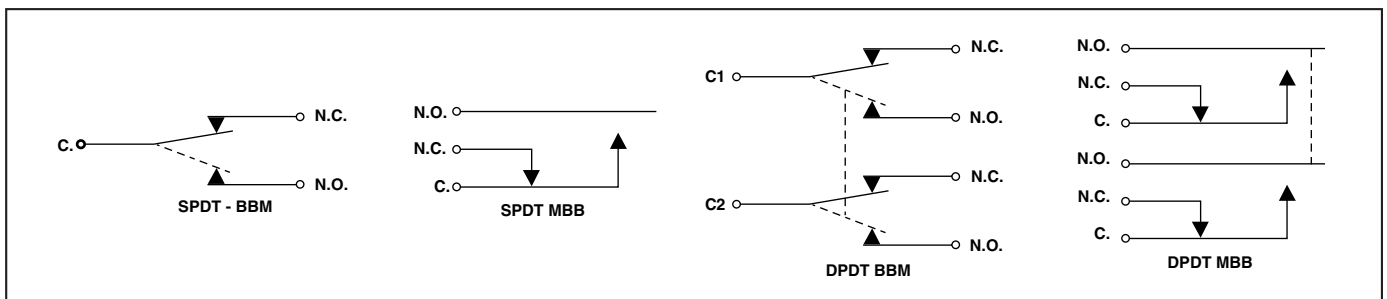 C.
N.C.
N.O.
SPDT - BBM
N.O.
N.C.
C.
SPDT MBB
C1
N.C.
N.O.
C2
N.C.
N.O.
DPDT BBM
N.O.
N.C.
C.
N.O.
N.C.
C.
DPDT MBB